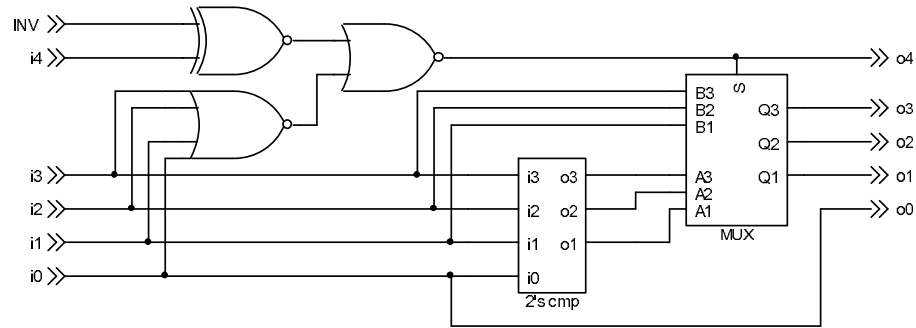 INV
i4
o4
S
B3
B2
B1
Q3
o3
Q2
o2
Q1
o1
i3
i3
o3
A3
A2
A1
i2
i2
o2
o0
MUX
i1
i1
o1
i0
i0
2's cmp